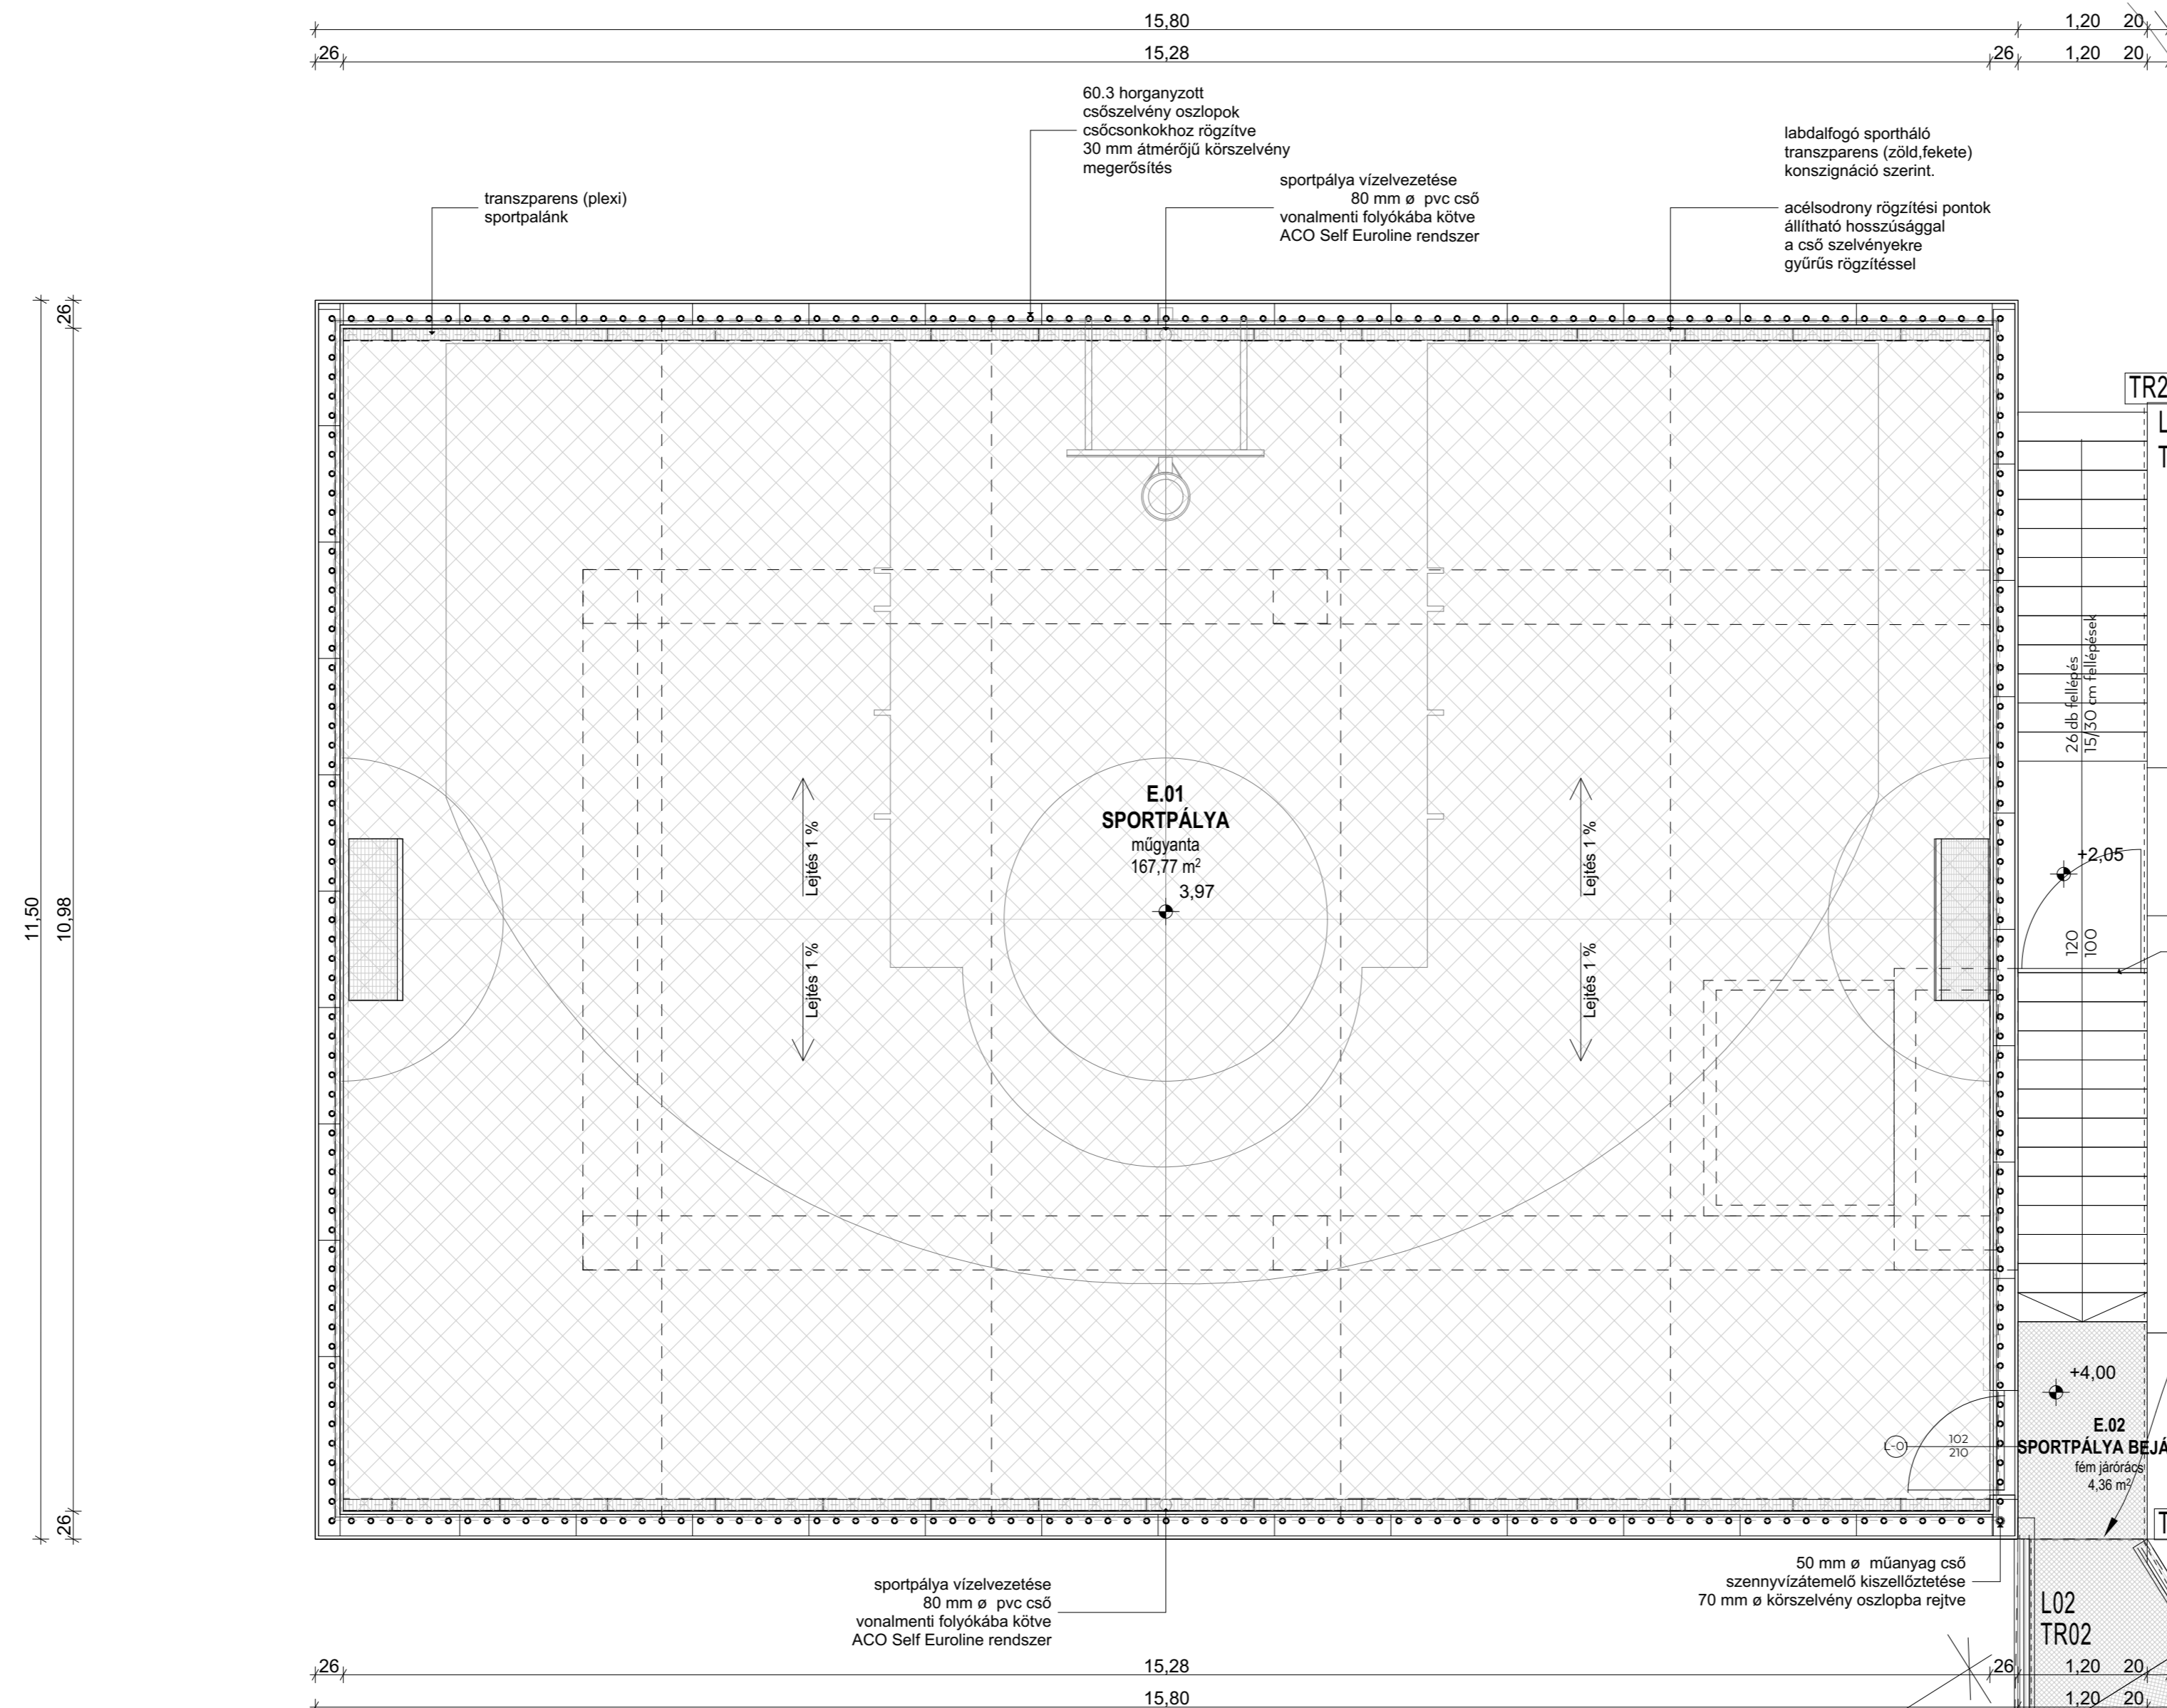 15,80
1,20
20
26
15,28
26
1,20
20
60.3 horganyzott
csőszelvény oszlopok
csőcsonkokhoz rögzítve
30 mm átmérőjű körszelvény
megerősítés
labdalfogó sportháló
transzparens (zöld,fekete)
konszignáció szerint.
transzparens (plexi)
sportpalánk
sportpálya vízelvezetése
80 mm ø pvc cső
vonalmenti folyókába kötve
ACO Self Euroline rendszer
acélsodrony rögzítési pontok
állítható hosszúsággal
a cső szelvényekre
gyűrűs rögzítéssel
26
11,50
10,98
26
TR2
L
T
26 db fellépés
15/30 cm fellépések
E.01
SPORTPÁLYA
műgyanta
167,77 m²
3,97
Lejtés 1 %
Lejtés 1 %
Lejtés 1 %
Lejtés 1 %
+2,05
120
100
+4,00
E.02
SPORTPÁLYA BEJÁ
fém járórács
4,36 m²
L-0
102
210
T
sportpálya vízelvezetése
80 mm ø pvc cső
vonalmenti folyókába kötve
ACO Self Euroline rendszer
50 mm ø műanyag cső
szennyvízátemelő kiszellőztetése
70 mm ø körszelvény oszlopba rejtve
L02
TR02
26
15,28
26
1,20
20
15,80
1,20
20